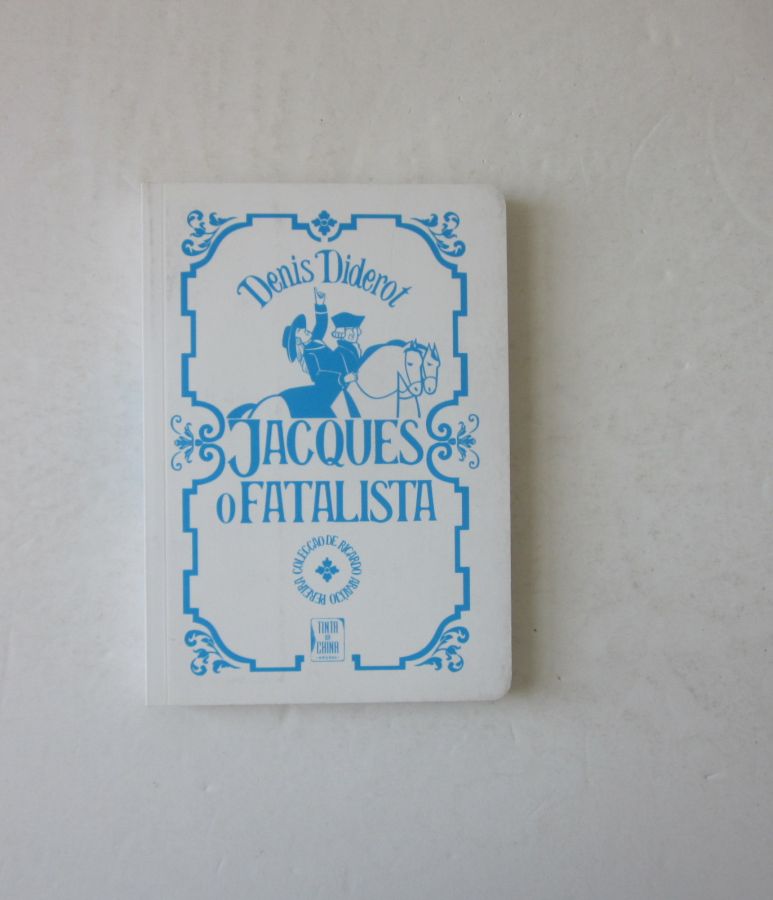 Denis Diderot
JACQUES
O FATALISTA
COLECÇÃO DE RICARDO ARAÚJO PEREIRA
TINTA
DA
CHINA